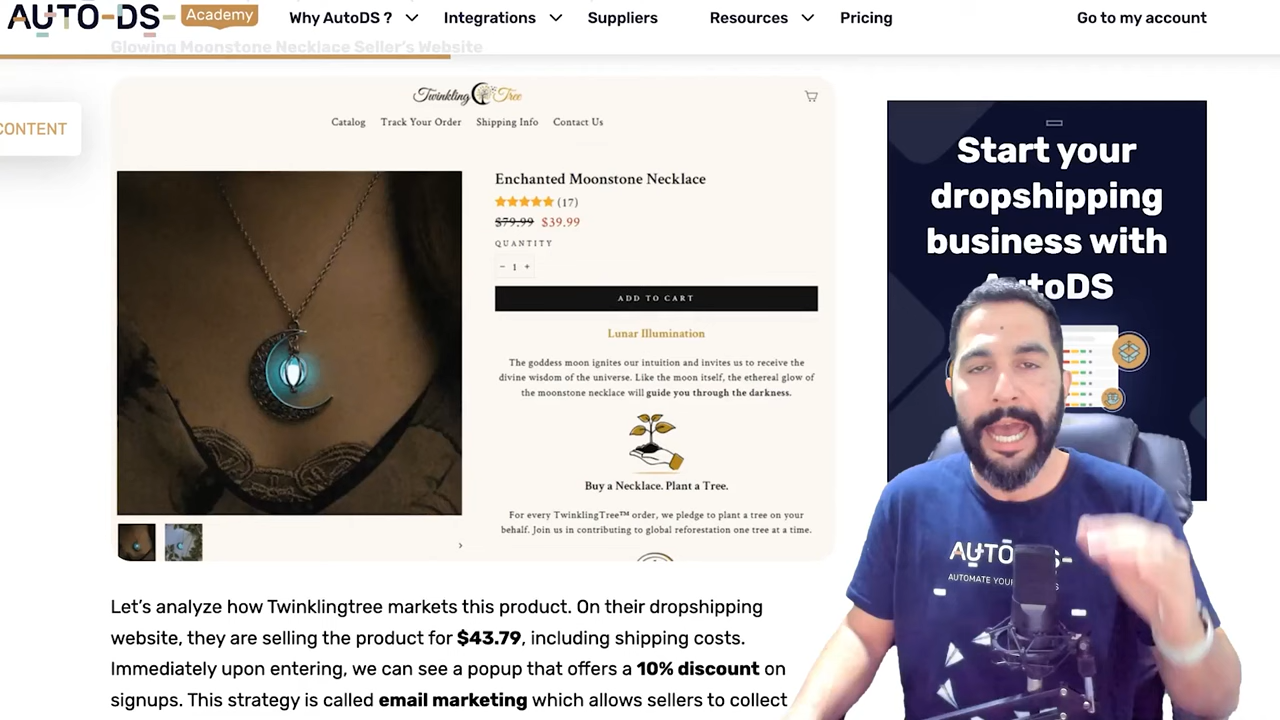 AUTO-DS- Academy Why AutoDS ? Integrations Suppliers Resources Pricing Go to my account
Glowing Moonstone Necklace Seller's Website
CONTENT
Twinkling Tree
Catalog Track Your Order Shipping Info Contact Us
Enchanted Moonstone Necklace
(17)
$79.99 $39.99
QUANTITY
− 1 +
ADD TO CART
Lunar Illumination
The goddess moon ignites our intuition and invites us to receive the
divine wisdom of the universe. Like the moon itself, the ethereal glow of
the moonstone necklace will guide you through the darkness.
Buy a Necklace. Plant a Tree.
For every TwinklingTree™ order, we pledge to plant a tree on your
behalf. Join us in contributing to global reforestation one tree at a time.
Let's analyze how Twinklingtree markets this product. On their dropshipping
website, they are selling the product for $43.79, including shipping costs.
Immediately upon entering, we can see a popup that offers a 10% discount on
signups. This strategy is called email marketing which allows sellers to collect
Start your
dropshipping
business with
AutoDS
AUTO
AUTOMATE